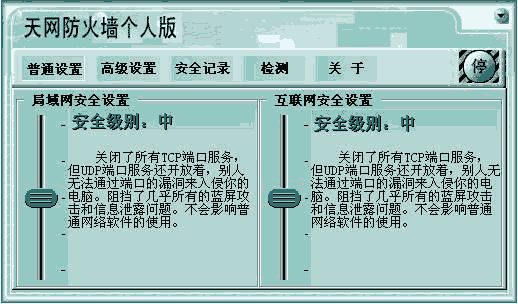 天网防火墙个人版
普通设置 高级设置 安全记录 检测 关于 停
局域网安全设置
安全级别：中
关闭了所有TCP端口服务，
但UDP端口服务还开放着，别人
无法通过端口的漏洞来入侵你的
电脑。阻挡了几乎所有的蓝屏攻
击和信息泄露问题。不会影响普
通网络软件的使用。
互联网安全设置
安全级别：中
关闭了所有TCP端口服务，
但UDP端口服务还开放着，别人无
法通过端口的漏洞来入侵你的电
脑。阻挡了几乎所有的蓝屏攻击
和信息泄露问题。不会影响普通
网络软件的使用。